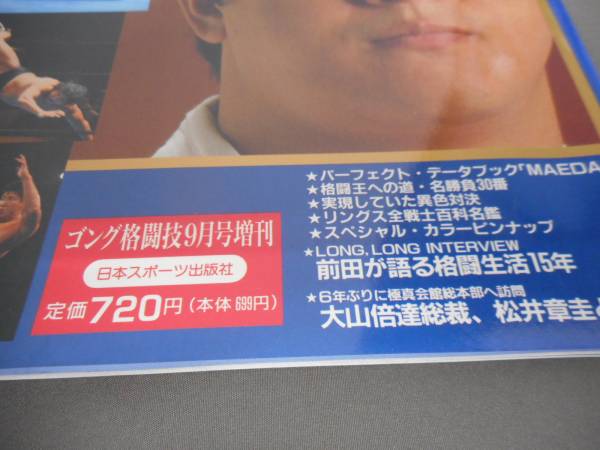 ★パーフェクト・データブック「MAEDA
★格闘王への道・名勝負30番
★実現していた異色対決
★リングス全戦士百科名鑑
★スペシャル・カラーピンナップ
★LONG, LONG INTERVIEW
前田が語る格闘生活15年
★6年ぶりに極真会館総本部へ訪問
大山倍達総裁、松井章圭と
ゴング格闘技9月号増刊
日本スポーツ出版社
定価720円(本体699円)